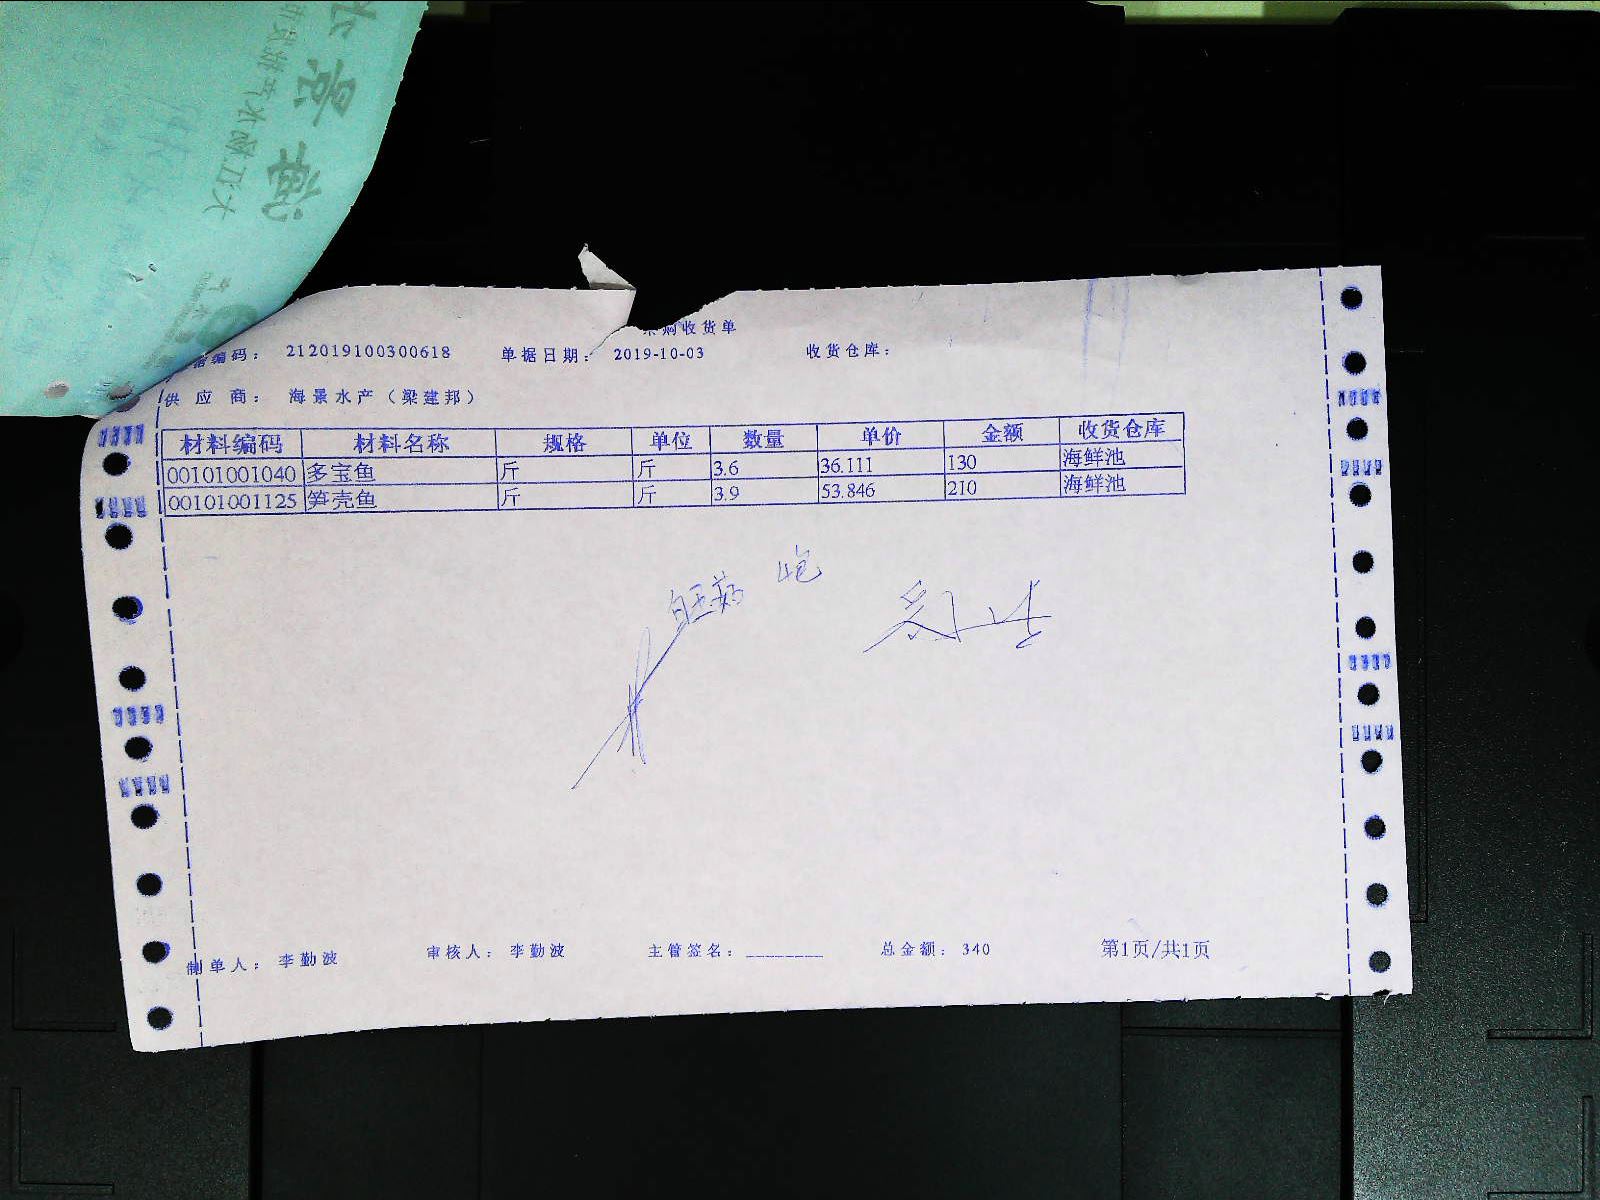 海景
购收货单
编码: 212019100300618 单据日期: 2019-10-03 收货仓库:
供应商: 海景水产(梁建邦)
材料编码 材料名称 规格 单位 数量 单价 金额 收货仓库
00101001040 多宝鱼 斤 斤 3.6 36.111 130 海鲜池
00101001125 笋壳鱼 斤 斤 3.9 53.846 210 海鲜池
制单人: 李勤波 审核人: 李勤波 主管签名: ________ 总金额: 340 第1页/共1页